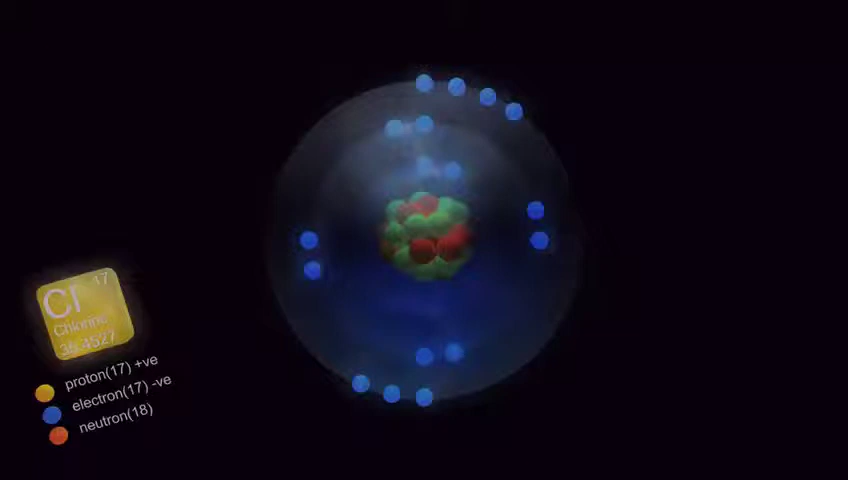 17
Cl
Chlorine
35.4527
proton(17) +ve
electron(17) -ve
neutron(18)